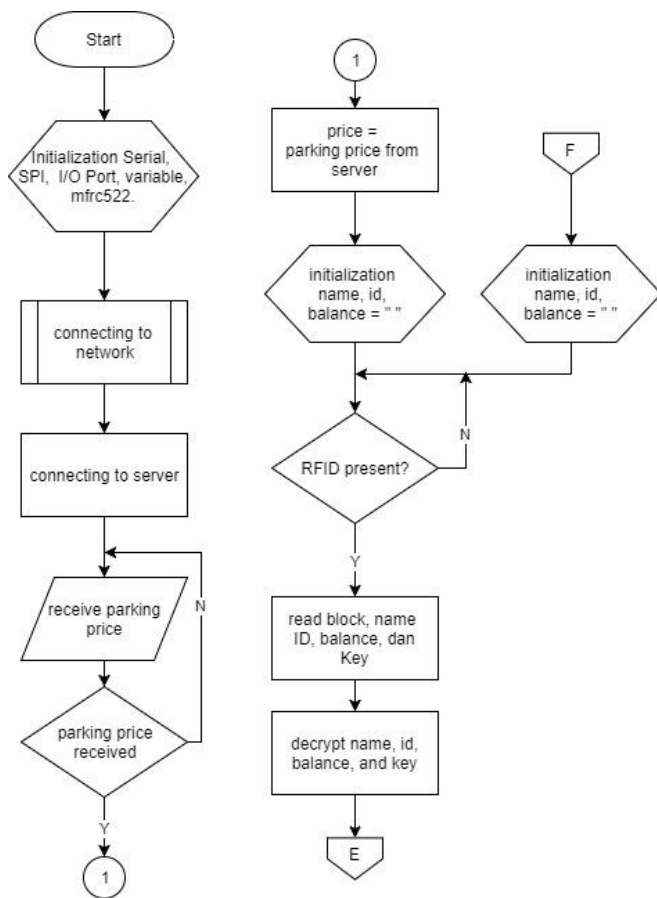 Start
Initialization Serial,
SPI,  I/O Port, variable,
mfrc522.
connecting to
network
connecting to server
receive parking
price
N
parking price
received
Y
1
1
price =
parking price from
server
F
initialization
name, id,
balance = " "
initialization
name, id,
balance = " "
RFID present?
N
Y
read block, name
ID, balance, dan
Key
decrypt name, id,
balance, and key
E